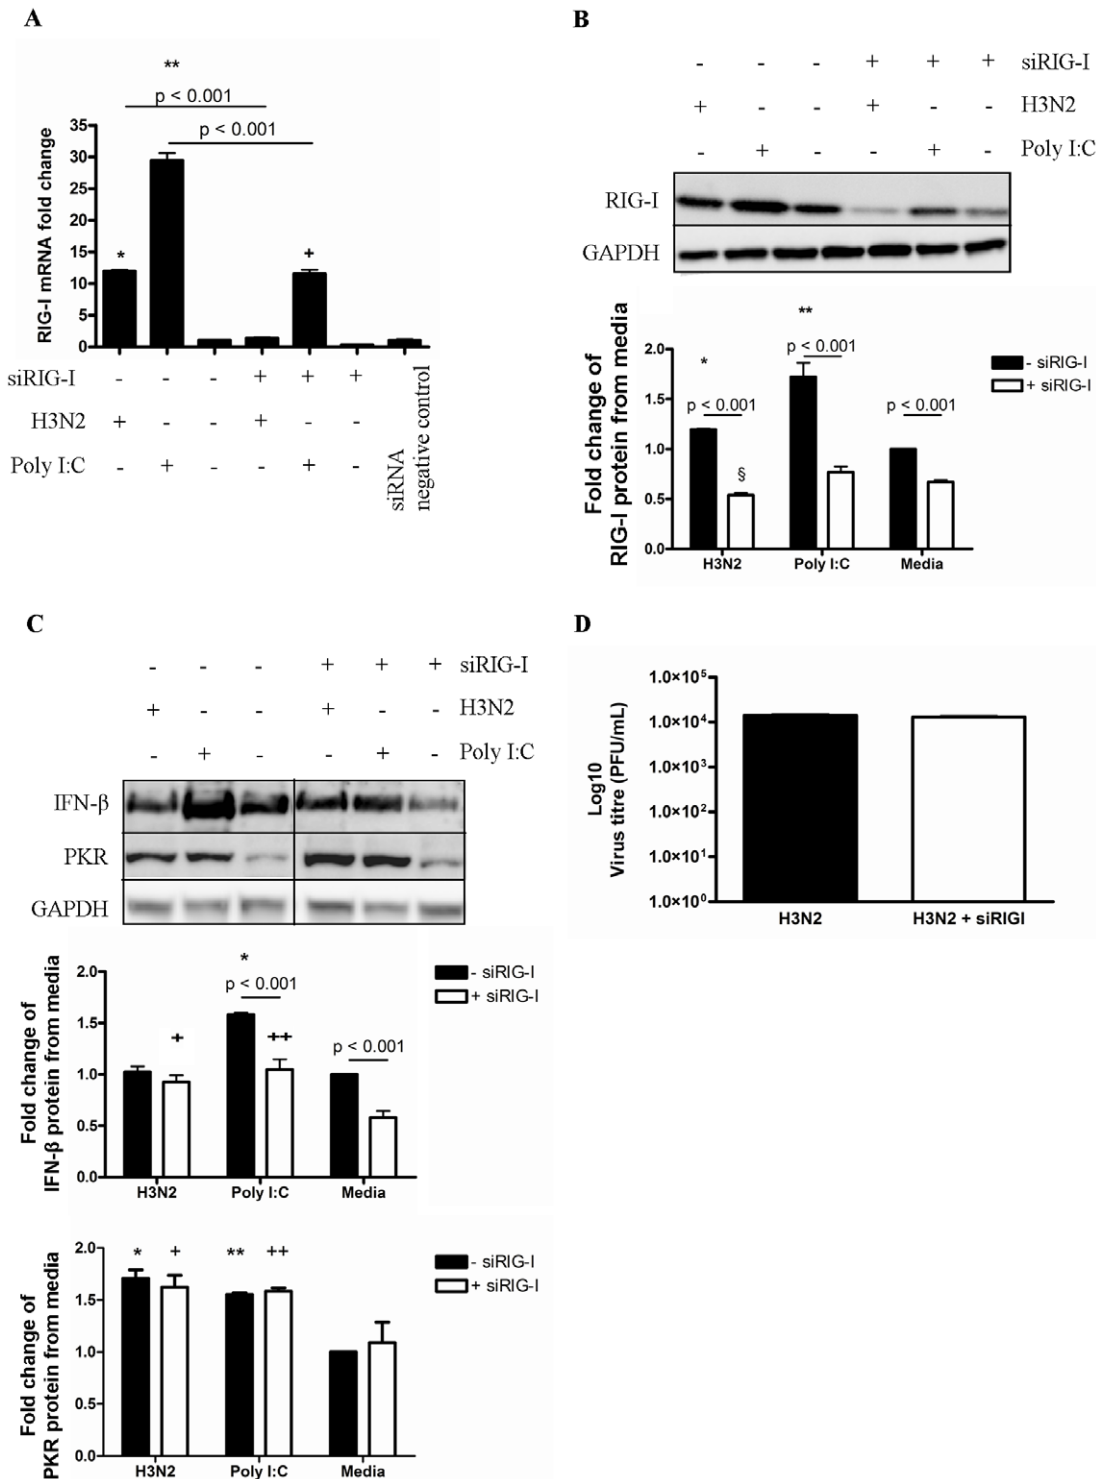 A
**
p < 0.001
p < 0.001
RIG-I mRNA fold change
35
30
25
20
15
10
5
0
*
+
siRIG-I - - - + + +
H3N2 + - - + - -
Poly I:C - + - - + -
siRNA
negative control
B
- - - + + + siRIG-I
+ - - + - - H3N2
- + - - + - Poly I:C
RIG-I
GAPDH
Fold change of
RIG-I protein from media
2.0
1.5
1.0
0.5
0.0
*
p < 0.001
§
**
p < 0.001
p < 0.001
H3N2 Poly I:C Media
- siRIG-I
+ siRIG-I
C
- - - + + + siRIG-I
+ - - + - - H3N2
- + - - + - Poly I:C
IFN-β
PKR
GAPDH
Fold change of
IFN-β protein from media
2.0
1.5
1.0
0.5
0.0
+
*
p < 0.001
++
p < 0.001
H3N2 Poly I:C Media
- siRIG-I
+ siRIG-I
Fold change of
PKR protein from media
2.0
1.5
1.0
0.5
0.0
* + ** ++
H3N2 Poly I:C Media
- siRIG-I
+ siRIG-I
D
Log10
Virus titre (PFU/mL)
1.0×10⁵
1.0×10⁴
1.0×10³
1.0×10²
1.0×10¹
1.0×10⁰
H3N2 H3N2 + siRIGI